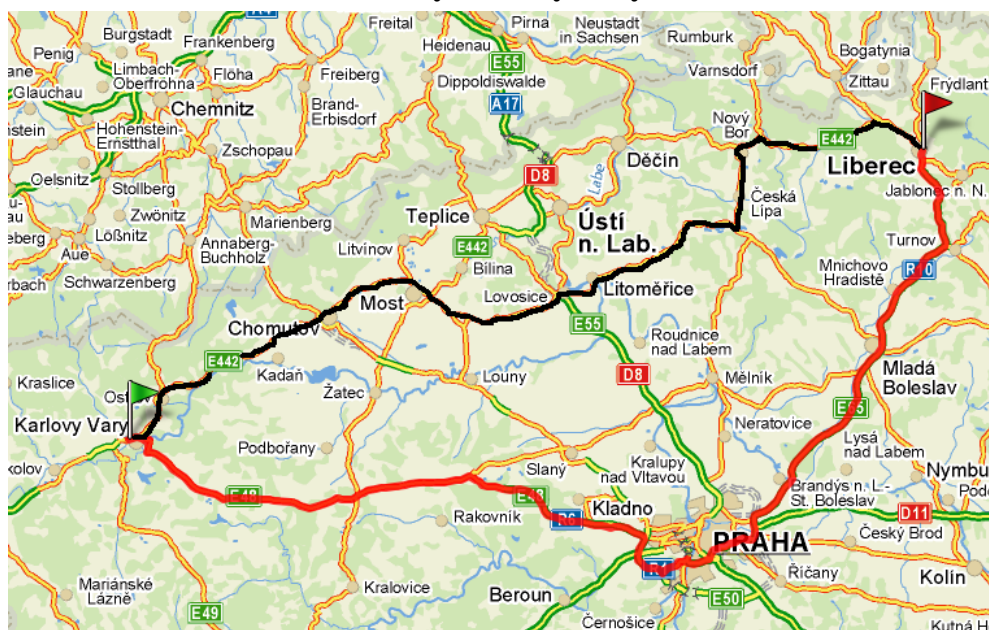 Freital
Pirna
Neustadt
in Sachsen
Rumburk
Bogatynia
Burgstadt
Penig
Frankenberg
Heidenau
E55
Varnsdorf
Zittau
Frýdlant
Limbach-
Oberfrohna
Flöha
Freiberg
Dippoldiswalde
Glauchau
Chemnitz
Brand-
Erbisdorf
A17
Nový
Bor
E442
Hohenstein-
Ernstthal
Zschopau
Děčín
Liberec
Oelsnitz
Stollberg
D8
Labe
Jablonec n. N.
Zwönitz
Marienberg
Teplice
Ústí
n. Lab.
Česká
Lípa
Lößnitz
Aue
Annaberg-
Buchholz
Litvínov
E442
Turnov
Schwarzenberg
Bílina
Mnichovo
Hradiště
R10
Most
Lovosice
Litoměřice
Chomutov
E55
Roudnice
nad Labem
E442
Kadaň
Mladá
Boleslav
Kraslice
Žatec
Louny
D8
Mělník
Karlovy Vary
E65
Neratovice
Podbořany
Slaný
Kralupy
nad Vltavou
Lysá
nad Labem
E48
E48
Kladno
Brandýs n. L.-
St. Boleslav
R6
Rakovník
D11
PRAHA
Český Brod
Mariánské
Lázně
Kralovice
Říčany
Kolín
Beroun
E50
E49
Černošice